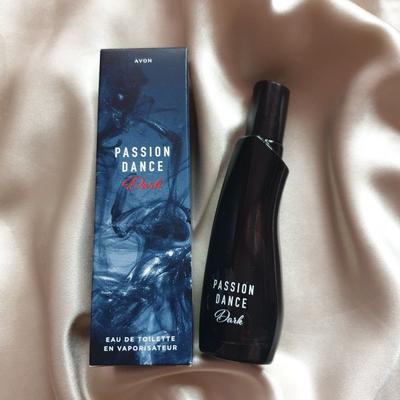 AVON
PASSION
DANCE
Dark
EAU DE TOILETTE
EN VAPORISATEUR
PASSION
DANCE
Dark